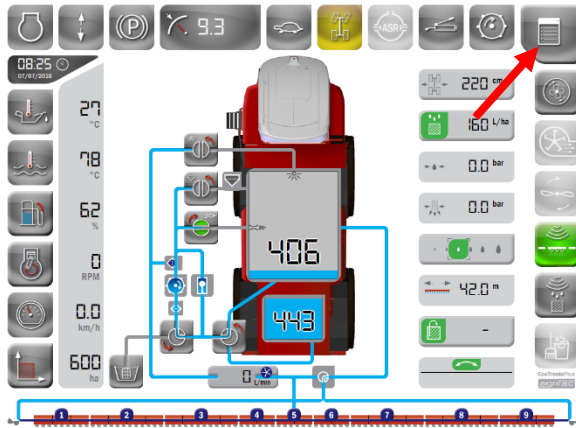 (P)
9.3
ASR
08:25
07/07/2016
27
°C
78
°C
62
%
0
RPM
0.0
km/h
600
ha
220 cm
160 L/ha
0.0 bar
0.0 bar
42.0 m
-
406
443
0 L/min
1 2 3 4 5 6 7 8 9
EcoTronicPlus
AGRIFAC